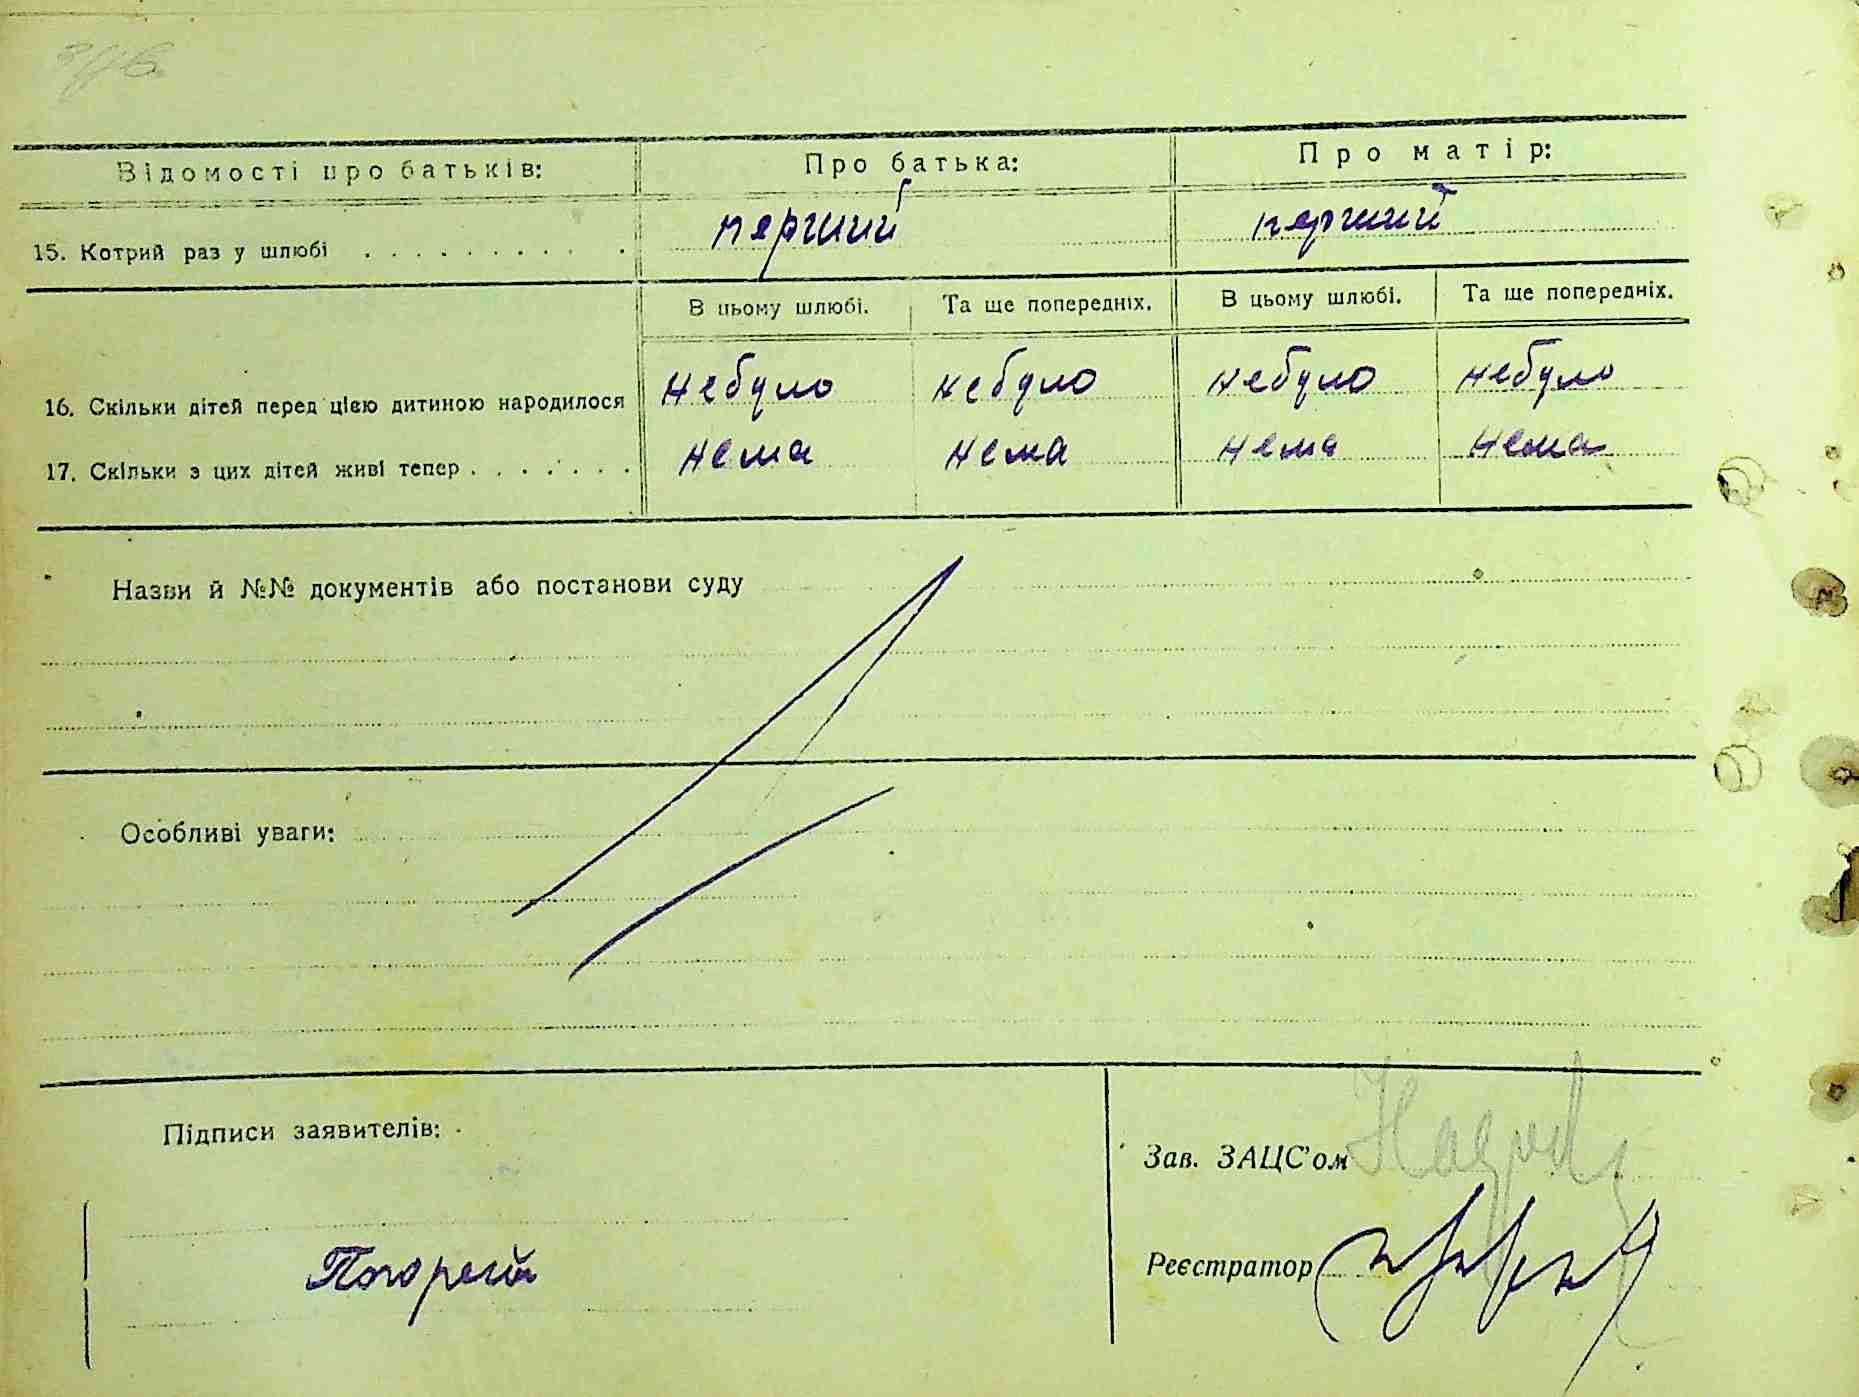 Відомості про батьків: Про батька: Про матір:
15. Котрий раз у шлюбі . . . . . . . . . . перший перший
В цьому шлюбі. Та ще попередніх. В цьому шлюбі. Та ще попередніх.
16. Скільки дітей перед цією дитиною народилося небуло небуло небуло небуло
17. Скільки з цих дітей живі тепер . . . . . . . нема нема нема нема
Назви й №№ документів або постанови суду
Особливі уваги:
Підписи заявителів:
Зав. ЗАЦС'ом
Реєстратор